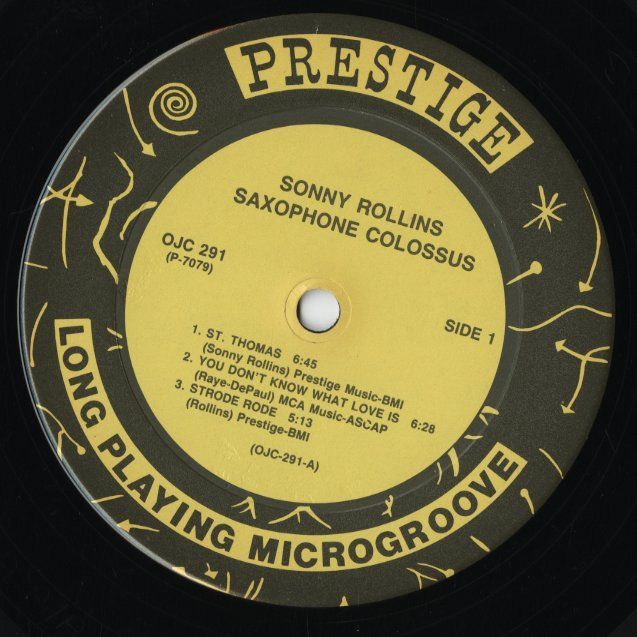 PRESTIGE
SONNY ROLLINS
SAXOPHONE COLOSSUS
OJC 291
(P-7079)
SIDE 1
1. ST. THOMAS 6:45
(Sonny Rollins) Prestige Music-BMI
2. YOU DON'T KNOW WHAT LOVE IS 6:28
(Raye-DePaul) MCA Music-ASCAP
3. STRODE RODE 5:13
(Rollins) Prestige-BMI
(OJC-291-A)
LONG PLAYING MICROGROOVE